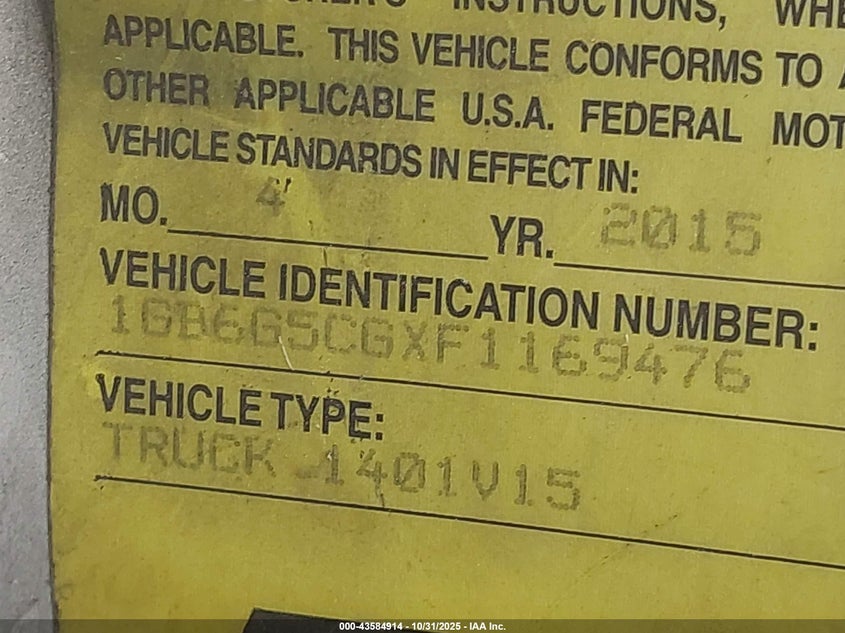 INSTRUCTIONS,
APPLICABLE. THIS VEHICLE CONFORMS TO
OTHER APPLICABLE U.S.A. FEDERAL MOT
VEHICLE STANDARDS IN EFFECT IN:
MO. 4 YR. 2015
VEHICLE IDENTIFICATION NUMBER:
1GB6G5CGXF1169476
VEHICLE TYPE:
TRUCK 1401V15
000-43584914 - 10/31/2025 - IAA Inc.